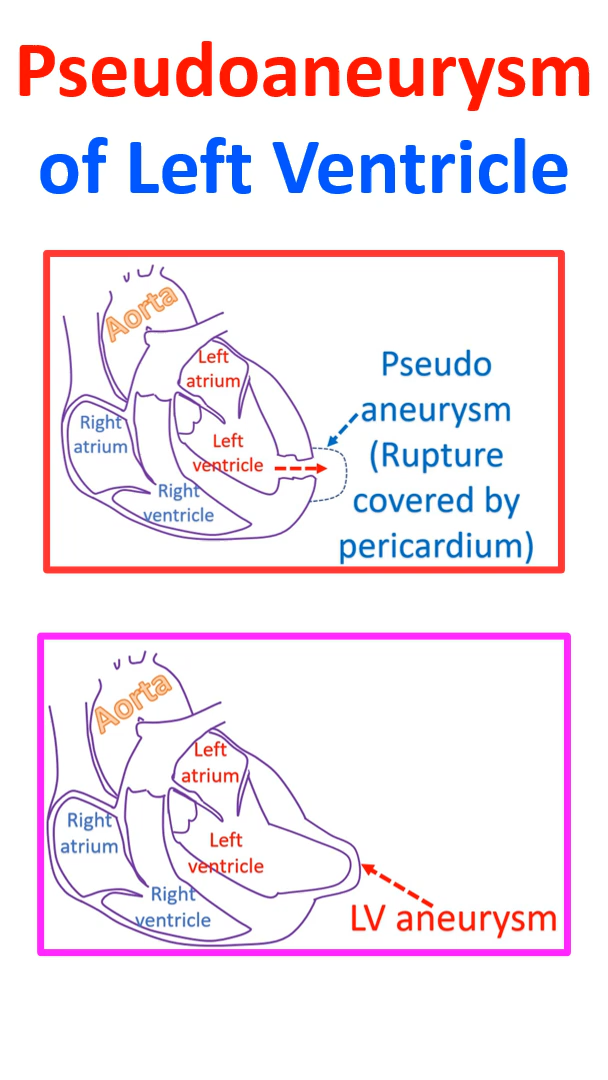 Pseudoaneurysm
of Left Ventricle
Aorta
Left
atrium
Right
atrium
Left
ventricle
Right
ventricle
Pseudo
aneurysm
(Rupture
covered by
pericardium)
Aorta
Left
atrium
Right
atrium
Left
ventricle
Right
ventricle
LV aneurysm